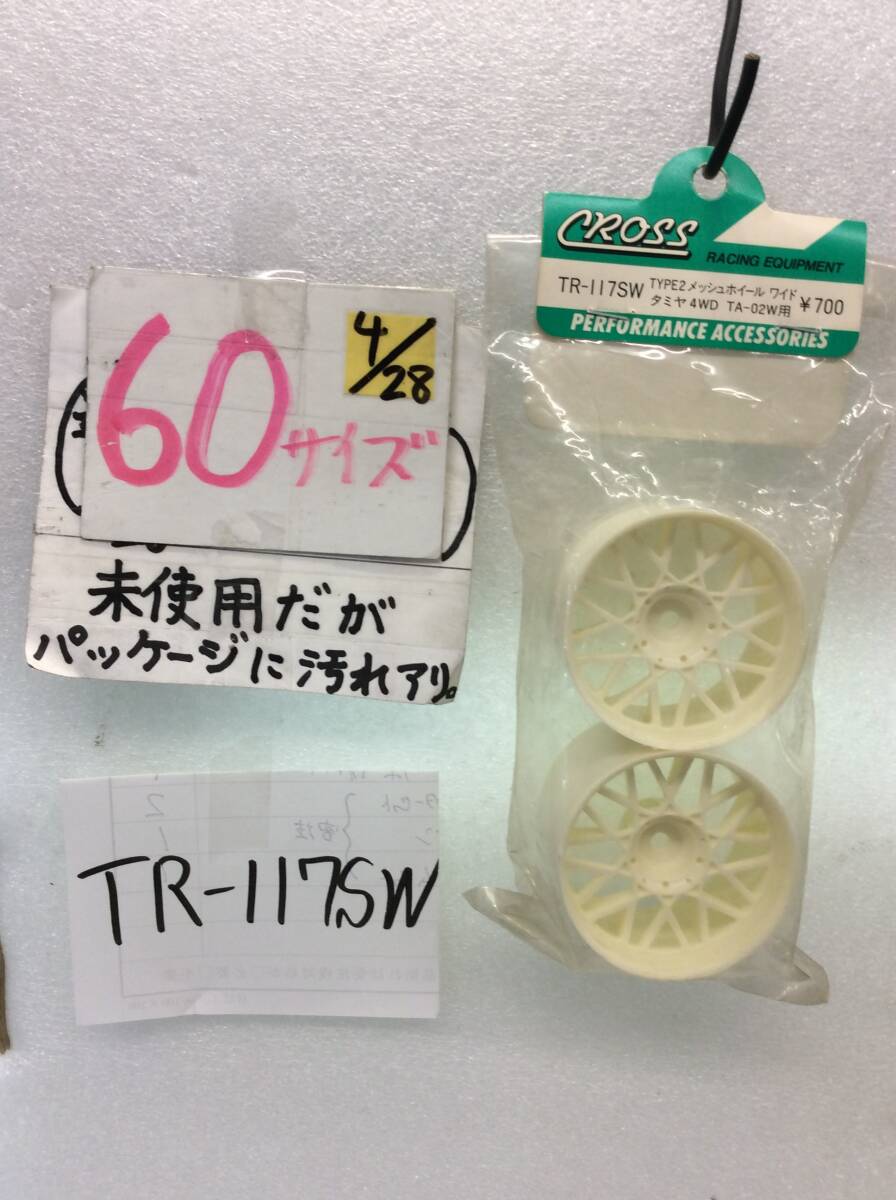 4/28
60サイズ
未使用だが
パッケージに汚れアリ。
TR-117SW
CROSS
RACING EQUIPMENT
TR-117SW TYPE2メッシュホイール ワイド
タミヤ4WD TA-02W用 ¥700
PERFORMANCE ACCESSORIES